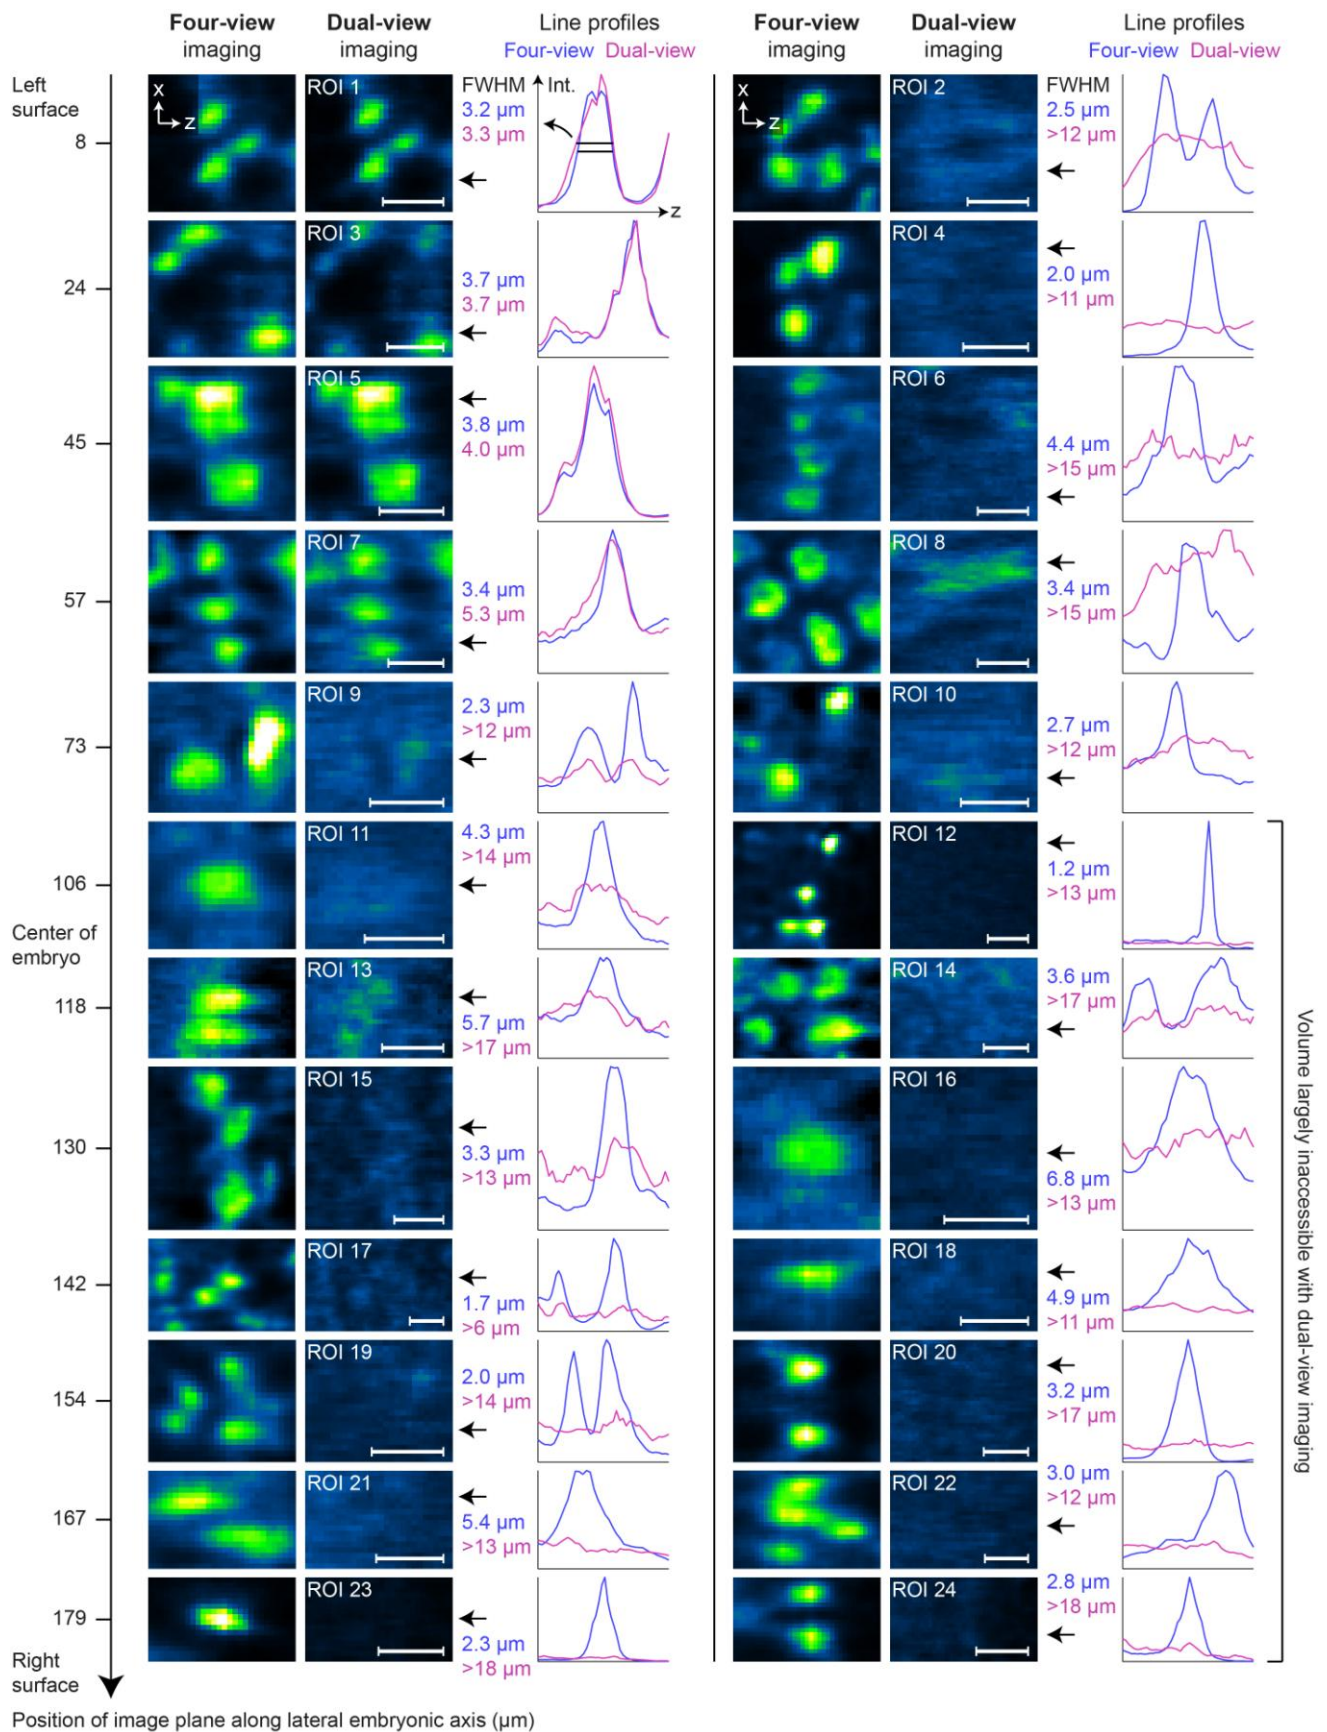 Four-view Dual-view Line profiles Four-view Dual-view Line profiles
imaging imaging Four-view Dual-view imaging imaging Four-view Dual-view
Left
surface
x
z
ROI 1
FWHM
3.2 µm
3.3 µm
Int.
z
x
z
ROI 2
FWHM
2.5 µm
>12 µm
8
ROI 3
3.7 µm
3.7 µm
ROI 4
2.0 µm
>11 µm
24
ROI 5
3.8 µm
4.0 µm
ROI 6
4.4 µm
>15 µm
45
ROI 7
3.4 µm
5.3 µm
ROI 8
3.4 µm
>15 µm
57
ROI 9
2.3 µm
>12 µm
ROI 10
2.7 µm
>12 µm
73
ROI 11
4.3 µm
>14 µm
ROI 12
1.2 µm
>13 µm
106
Center of
embryo
ROI 13
5.7 µm
>17 µm
ROI 14
3.6 µm
>17 µm
118
ROI 15
3.3 µm
>13 µm
ROI 16
6.8 µm
>13 µm
130
ROI 17
1.7 µm
>6 µm
ROI 18
4.9 µm
>11 µm
142
ROI 19
2.0 µm
>14 µm
ROI 20
3.2 µm
>17 µm
154
ROI 21
5.4 µm
>13 µm
ROI 22
3.0 µm
>12 µm
167
ROI 23
2.3 µm
>18 µm
ROI 24
2.8 µm
>18 µm
179
Right
surface
Volume largely inaccessible with dual-view imaging
Position of image plane along lateral embryonic axis (µm)